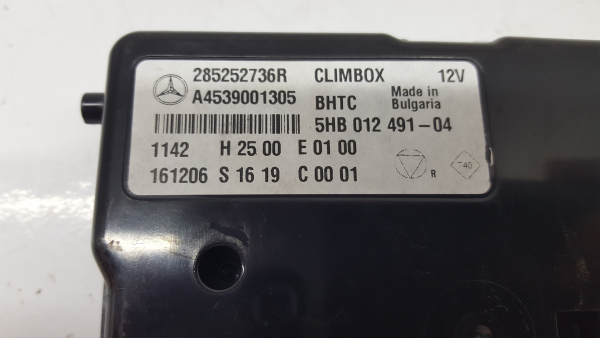 285252736R CLIMBOX 12V
A4539001305 BHTC Made in Bulgaria
5HB 012 491-04
1142 H 25 00 E 01 00
161206 S 16 19 C 00 01
R T40